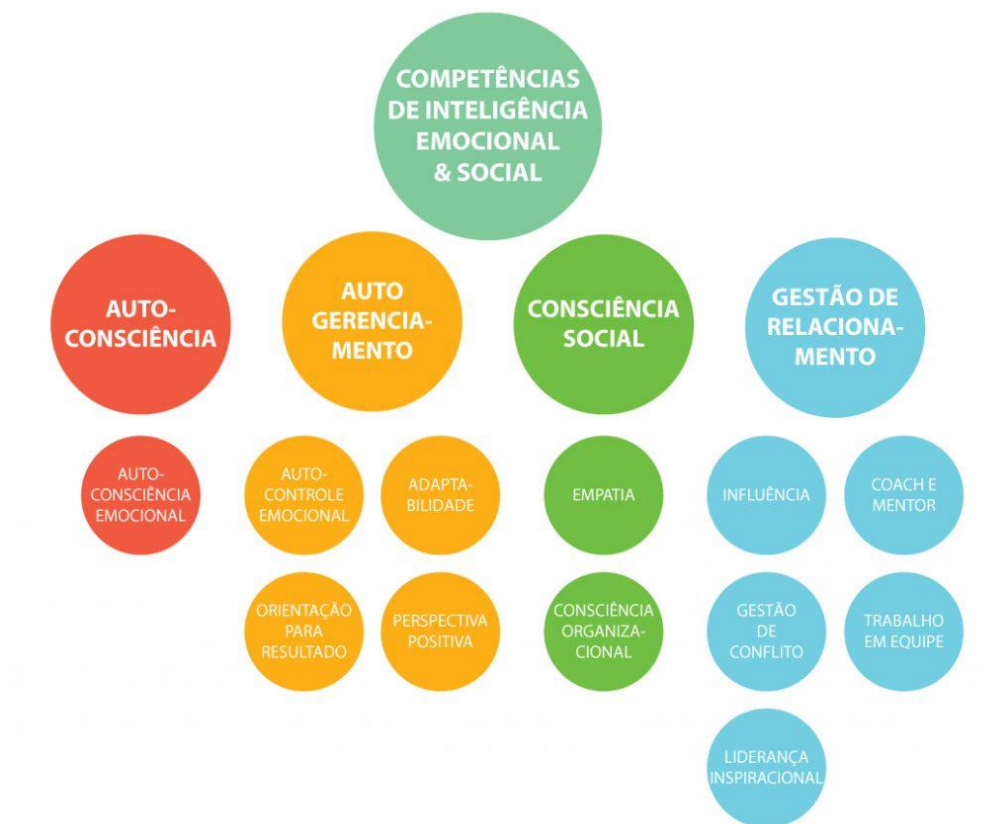 COMPETÊNCIAS
DE INTELIGÊNCIA
EMOCIONAL
& SOCIAL
AUTO-
CONSCIÊNCIA
AUTO
GERENCIA-
MENTO
CONSCIÊNCIA
SOCIAL
GESTÃO DE
RELACIONA-
MENTO
AUTO-
CONSCIÊNCIA
EMOCIONAL
AUTO-
CONTROLE
EMOCIONAL
ADAPTA-
BILIDADE
EMPATIA
INFLUÊNCIA
COACH E
MENTOR
ORIENTAÇÃO
PARA
RESULTADO
PERSPECTIVA
POSITIVA
CONSCIÊNCIA
ORGANIZA-
CIONAL
GESTÃO
DE
CONFLITO
TRABALHO
EM EQUIPE
LIDERANÇA
INSPIRACIONAL